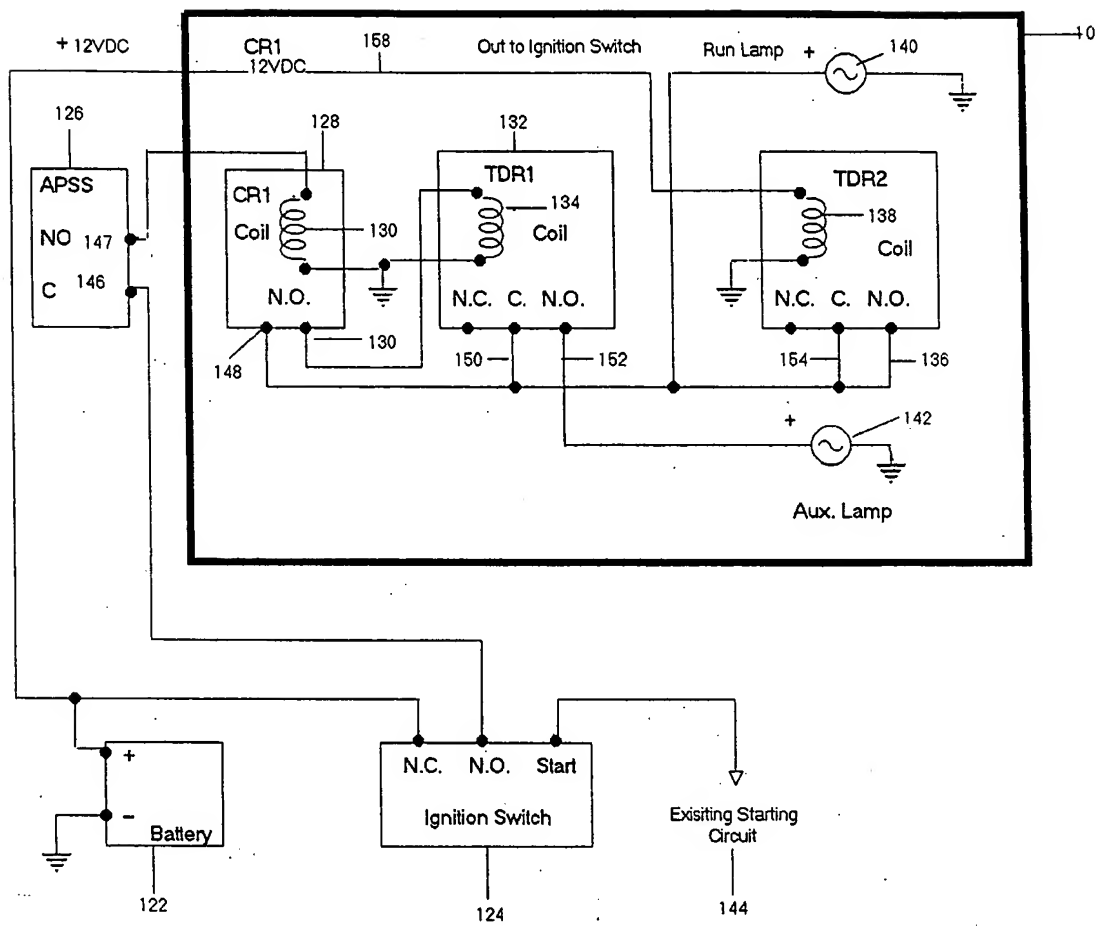 + 12VDC
CR1
12VDC
158
Out to Ignition Switch
Run Lamp
+
140
10
126
128
132
APSS
NO 147
C 146
CR1
Coil
130
N.O.
148
130
TDR1
134
Coil
N.C. C. N.O.
150
152
TDR2
138
Coil
N.C. C. N.O.
154
136
+
142
Aux. Lamp
+
-
Battery
122
N.C. N.O. Start
Ignition Switch
124
Exisiting Starting
Circuit
144